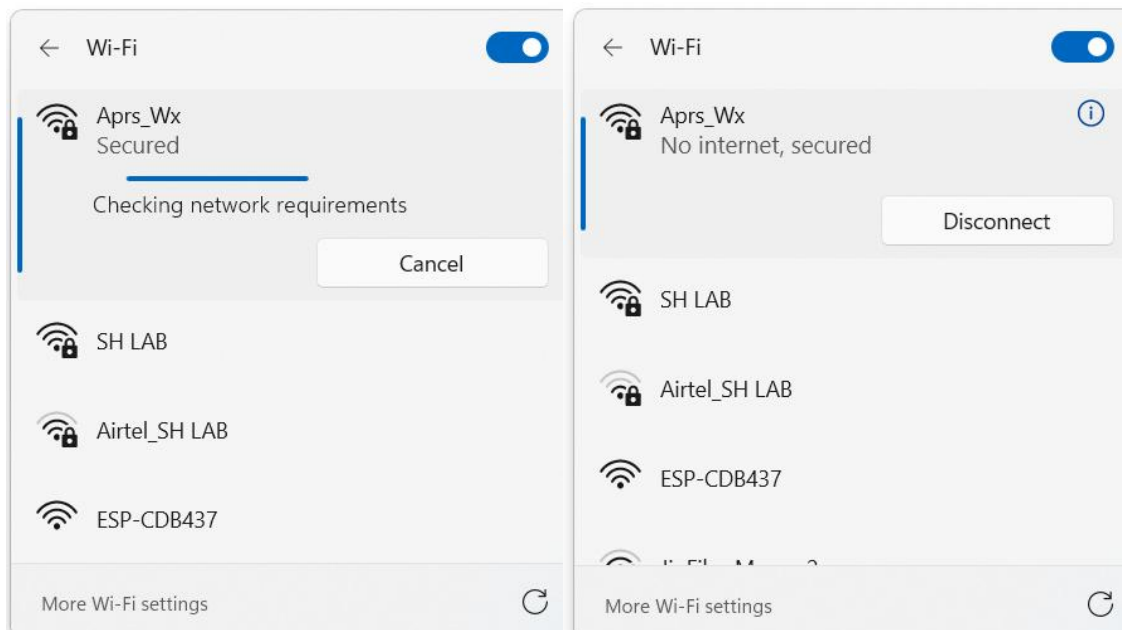 Wi-Fi
Aprs_Wx
Secured
Checking network requirements
Cancel
SH LAB
Airtel_SH LAB
ESP-CDB437
More Wi-Fi settings
Wi-Fi
Aprs_Wx
No internet, secured
Disconnect
SH LAB
Airtel_SH LAB
ESP-CDB437
More Wi-Fi settings